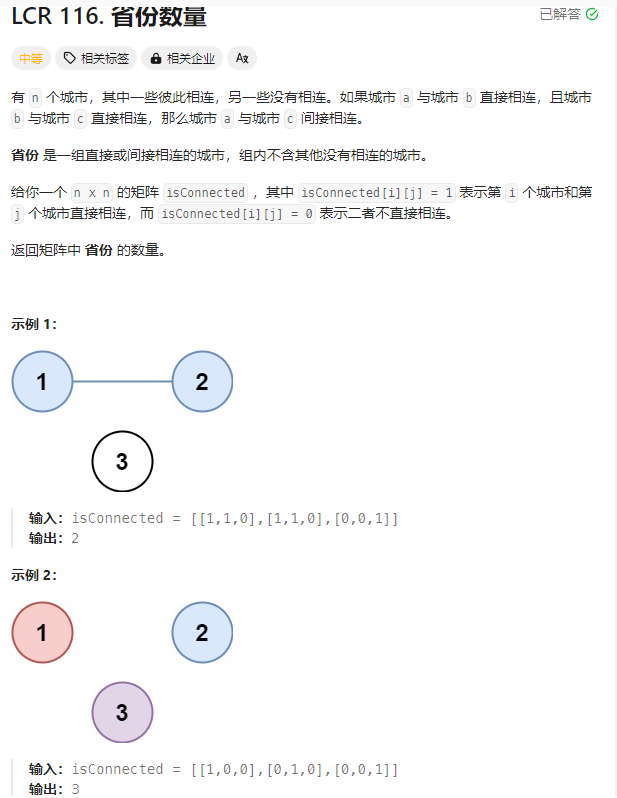 LCR 116. 省份数量
已解答
中等 相关标签 相关企业 Aあ
有 n 个城市，其中一些彼此相连，另一些没有相连。如果城市 a 与城市 b 直接相连，且城市
b 与城市 c 直接相连，那么城市 a 与城市 c 间接相连。
省份 是一组直接或间接相连的城市，组内不含其他没有相连的城市。
给你一个 n x n 的矩阵 isConnected ，其中 isConnected[i][j] = 1 表示第 i 个城市和第
j 个城市直接相连，而 isConnected[i][j] = 0 表示二者不直接相连。
返回矩阵中 省份 的数量。
示例 1：
1
2
3
输入：isConnected = [[1,1,0],[1,1,0],[0,0,1]]
输出：2
示例 2：
1
2
3
输入：isConnected = [[1,0,0],[0,1,0],[0,0,1]]
输出：3